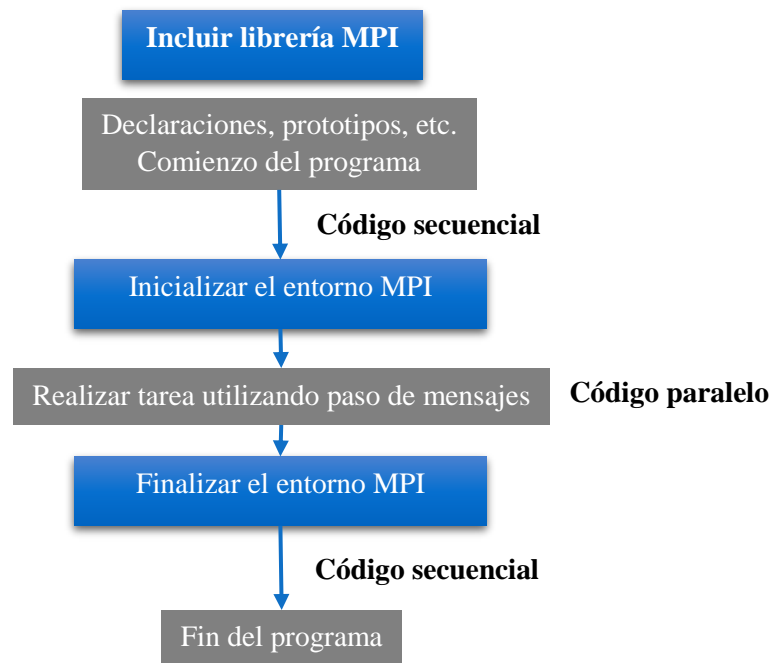 Incluir librería MPI
Declaraciones, prototipos, etc.
Comienzo del programa
Código secuencial
Inicializar el entorno MPI
Realizar tarea utilizando paso de mensajes
Código paralelo
Finalizar el entorno MPI
Código secuencial
Fin del programa